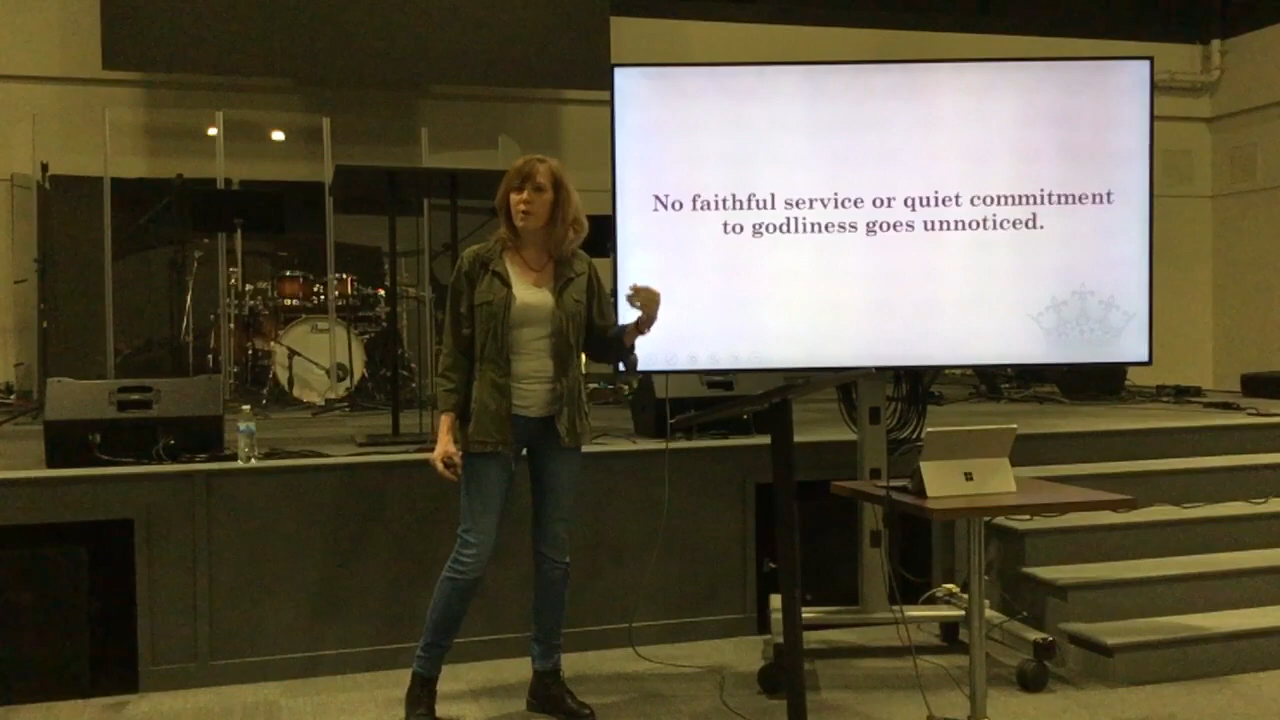 No faithful service or quiet commitment
to godliness goes unnoticed.